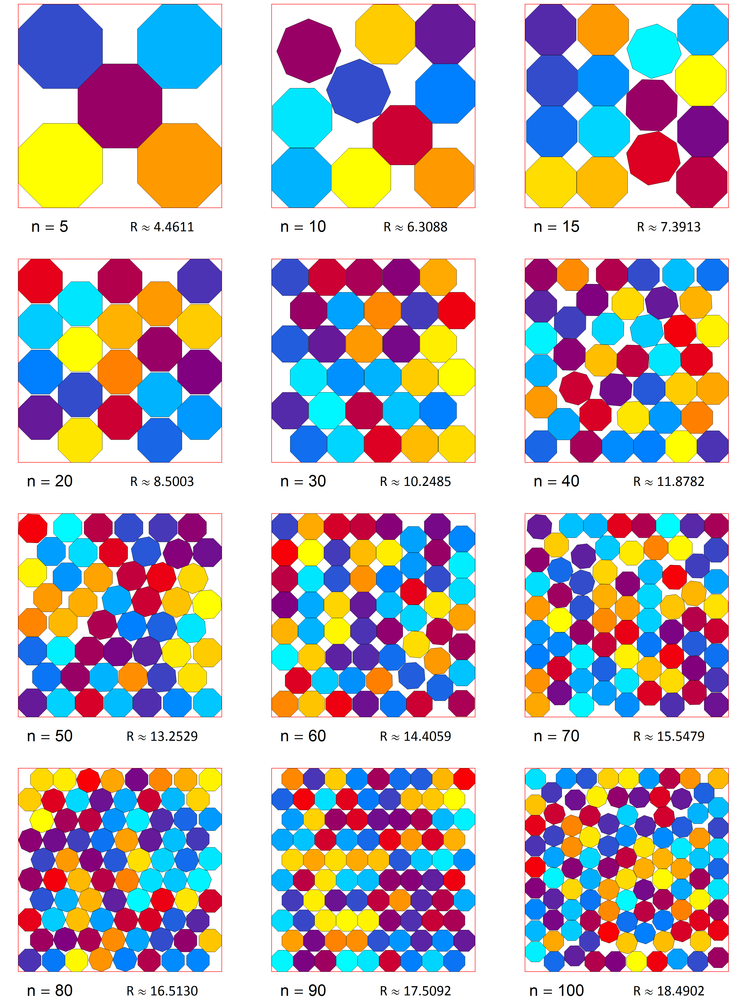 n = 5 R ≈ 4.4611
n = 10 R ≈ 6.3088
n = 15 R ≈ 7.3913
n = 20 R ≈ 8.5003
n = 30 R ≈ 10.2485
n = 40 R ≈ 11.8782
n = 50 R ≈ 13.2529
n = 60 R ≈ 14.4059
n = 70 R ≈ 15.5479
n = 80 R ≈ 16.5130
n = 90 R ≈ 17.5092
n = 100 R ≈ 18.4902